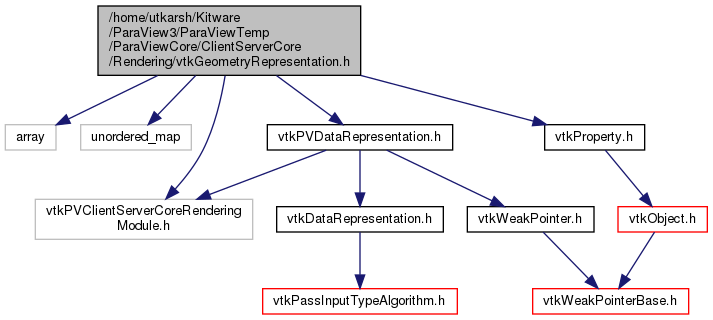 /home/utkarsh/Kitware
/ParaView3/ParaViewTemp
/ParaViewCore/ClientServerCore
/Rendering/vtkGeometryRepresentation.h
array
unordered_map
vtkPVDataRepresentation.h
vtkProperty.h
vtkPVClientServerCoreRendering
Module.h
vtkDataRepresentation.h
vtkWeakPointer.h
vtkObject.h
vtkPassInputTypeAlgorithm.h
vtkWeakPointerBase.h